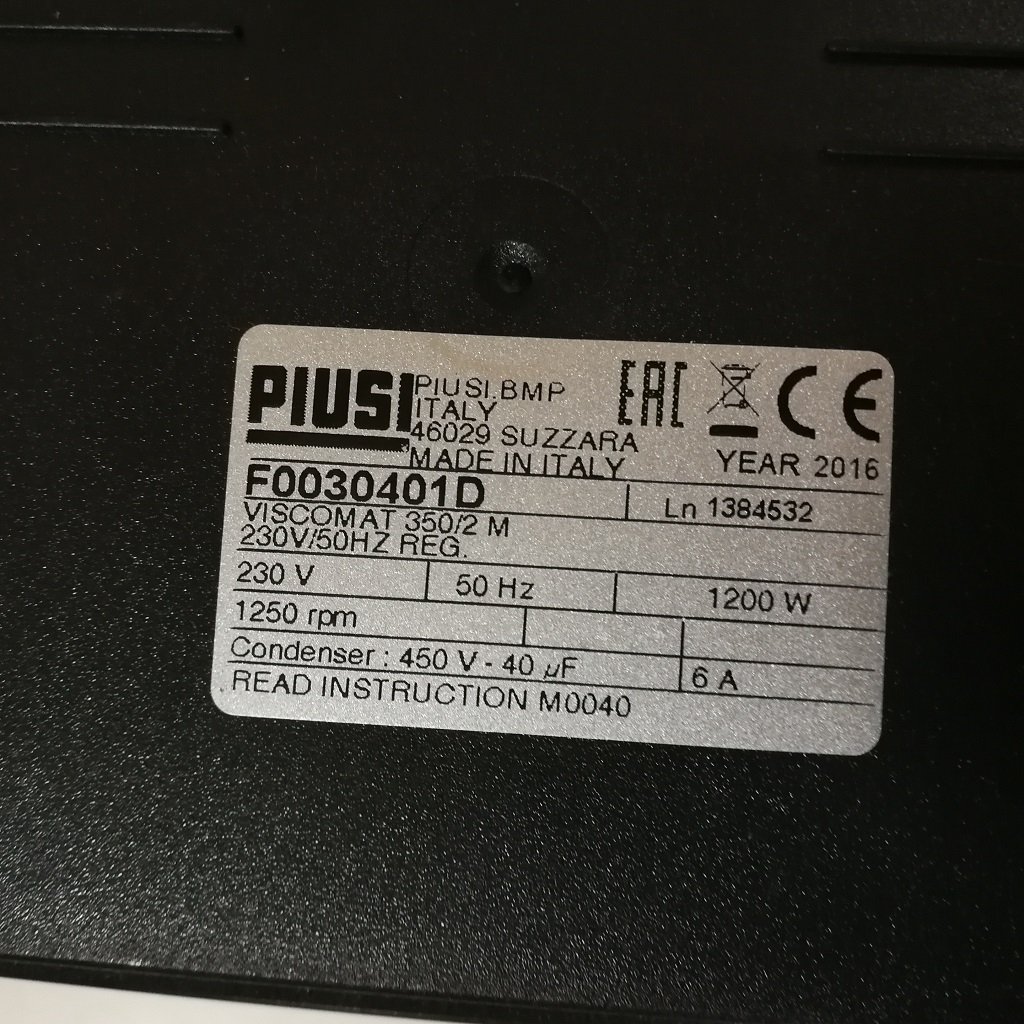 PIUSI
PIUSI.BMP
ITALY
46029 SUZZARA
MADE IN ITALY
EAC CE
YEAR 2016
F0030401D Ln 1384532
VISCOMAT 350/2 M
230V/50HZ REG.
230 V 50 Hz 1200 W
1250 rpm
Condenser : 450 V - 40 µF 6 A
READ INSTRUCTION M0040